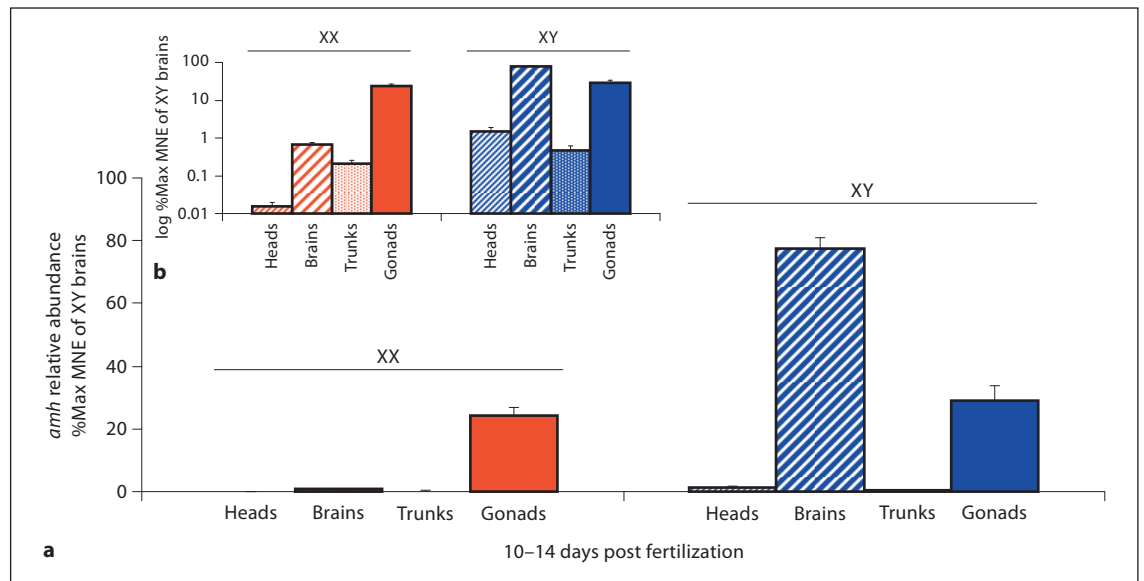 XX XY
log %Max MNE of XY brains
100
10
1
0.1
0.01
Heads Brains Trunks Gonads Heads Brains Trunks Gonads
b
amh relative abundance
%Max MNE of XY brains
100
80
60
40
20
0
XX XY
Heads Brains Trunks Gonads Heads Brains Trunks Gonads
a 10–14 days post fertilization